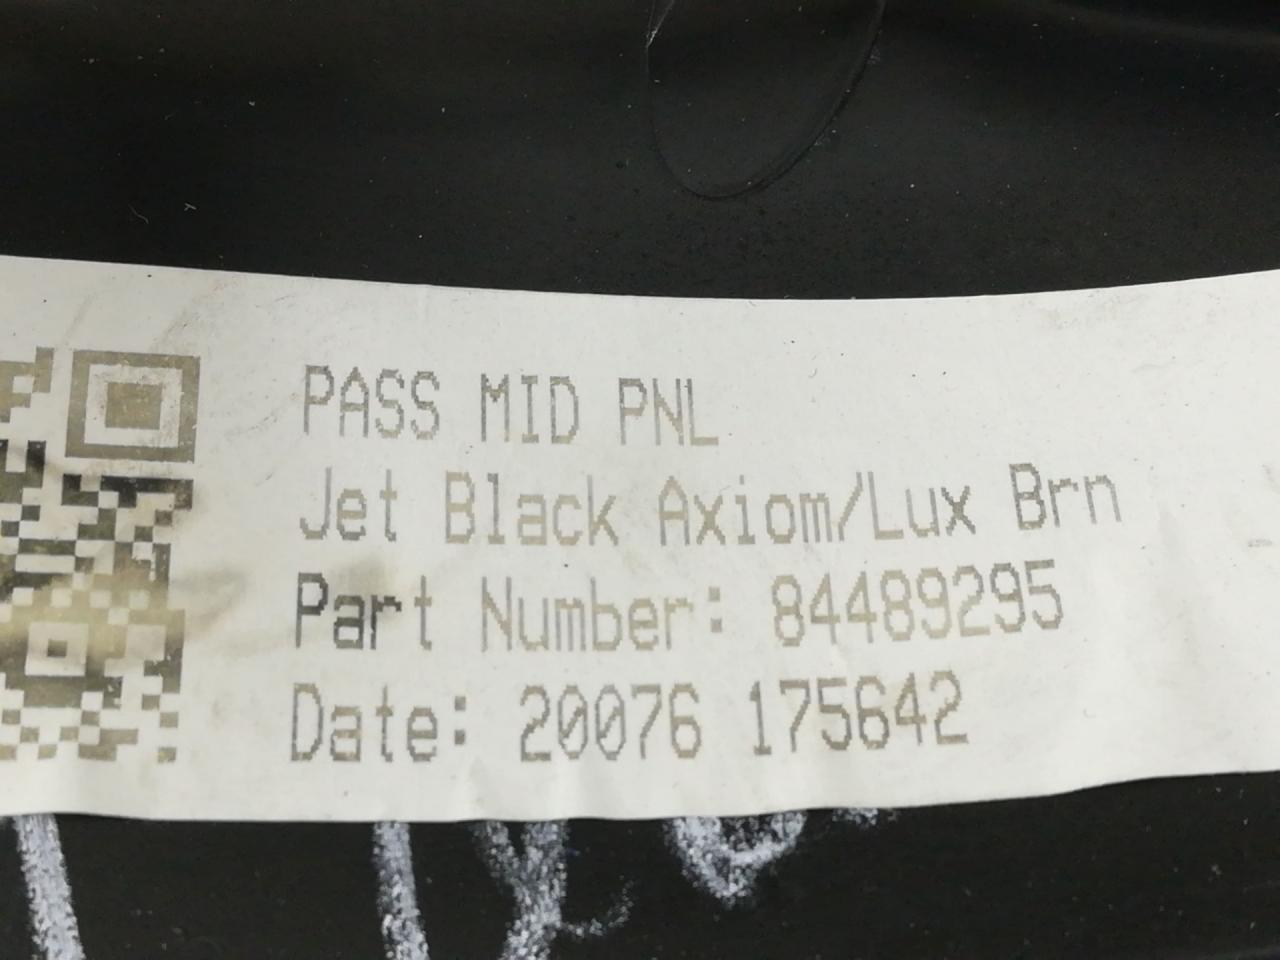 PASS MID PNL
Jet Black Axiom/Lux Brn
Part Number: 84489295
Date: 20076 175642